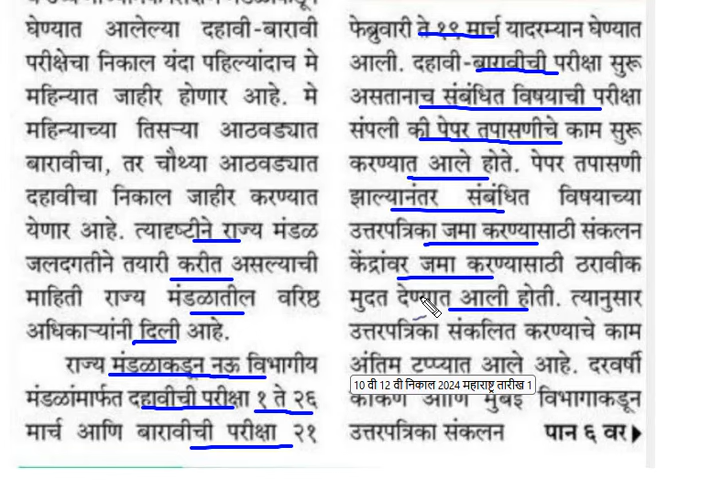 घेण्यात आलेल्या दहावी-बारावी
परीक्षेचा निकाल यंदा पहिल्यांदाच मे
महिन्यात जाहीर होणार आहे. मे
महिन्याच्या तिसऱ्या आठवड्यात
बारावीचा, तर चौथ्या आठवड्यात
दहावीचा निकाल जाहीर करण्यात
येणार आहे. त्यादृष्टीने राज्य मंडळ
जलदगतीने तयारी करीत असल्याची
माहिती राज्य मंडळातील वरिष्ठ
अधिकाऱ्यांनी दिली आहे.
राज्य मंडळाकडून नऊ विभागीय
मंडळांमार्फत दहावीची परीक्षा १ ते २६
मार्च आणि बारावीची परीक्षा २१
फेब्रुवारी ते १९ मार्च यादरम्यान घेण्यात
आली. दहावी-बारावीची परीक्षा सुरू
असतानाच संबंधित विषयाची परीक्षा
संपली की पेपर तपासणीचे काम सुरू
करण्यात आले होते. पेपर तपासणी
झाल्यानंतर संबंधित विषयाच्या
उत्तरपत्रिका जमा करण्यासाठी संकलन
केंद्रांवर जमा करण्यासाठी ठरावीक
मुदत देण्यात आली होती. त्यानुसार
उत्तरपत्रिका संकलित करण्याचे काम
अंतिम टप्प्यात आले आहे. दरवर्षी
10 वी 12 वी निकाल 2024 महाराष्ट्र तारीख 1
कोकण आणि मुंबई विभागाकडून
उत्तरपत्रिका संकलन पान ६ वर